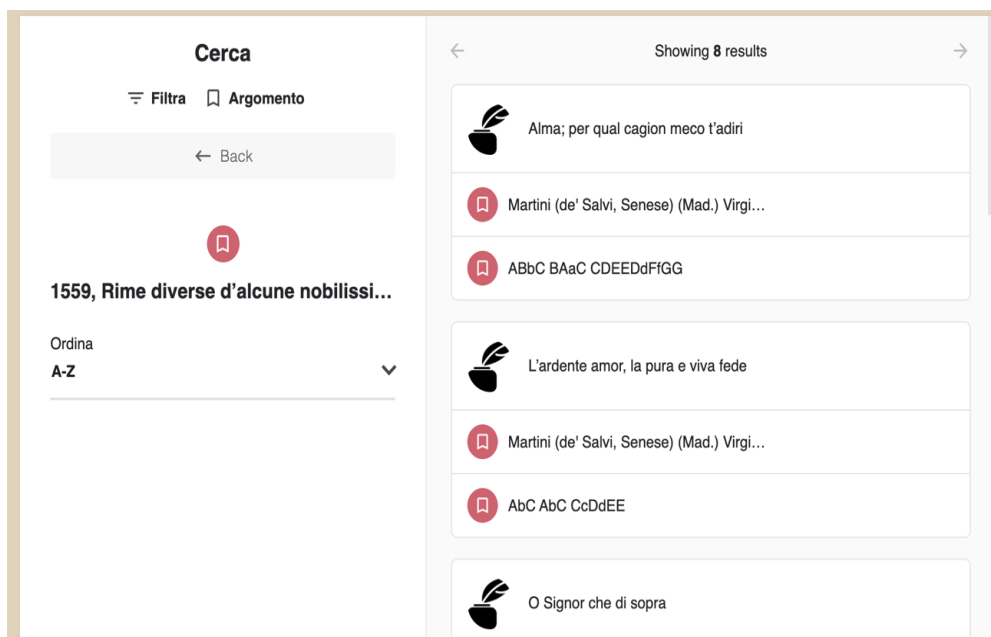 Cerca
Filtra Argomento
← Back
1559, Rime diverse d’alcune nobilissi...
Ordina
A-Z
← Showing 8 results →
Alma; per qual cagion meco t’adiri
Martini (de' Salvi, Senese) (Mad.) Virgi...
ABbC BAaC CDEEDdFfGG
L’ardente amor, la pura e viva fede
Martini (de' Salvi, Senese) (Mad.) Virgi...
AbC AbC CcDdEE
O Signor che di sopra